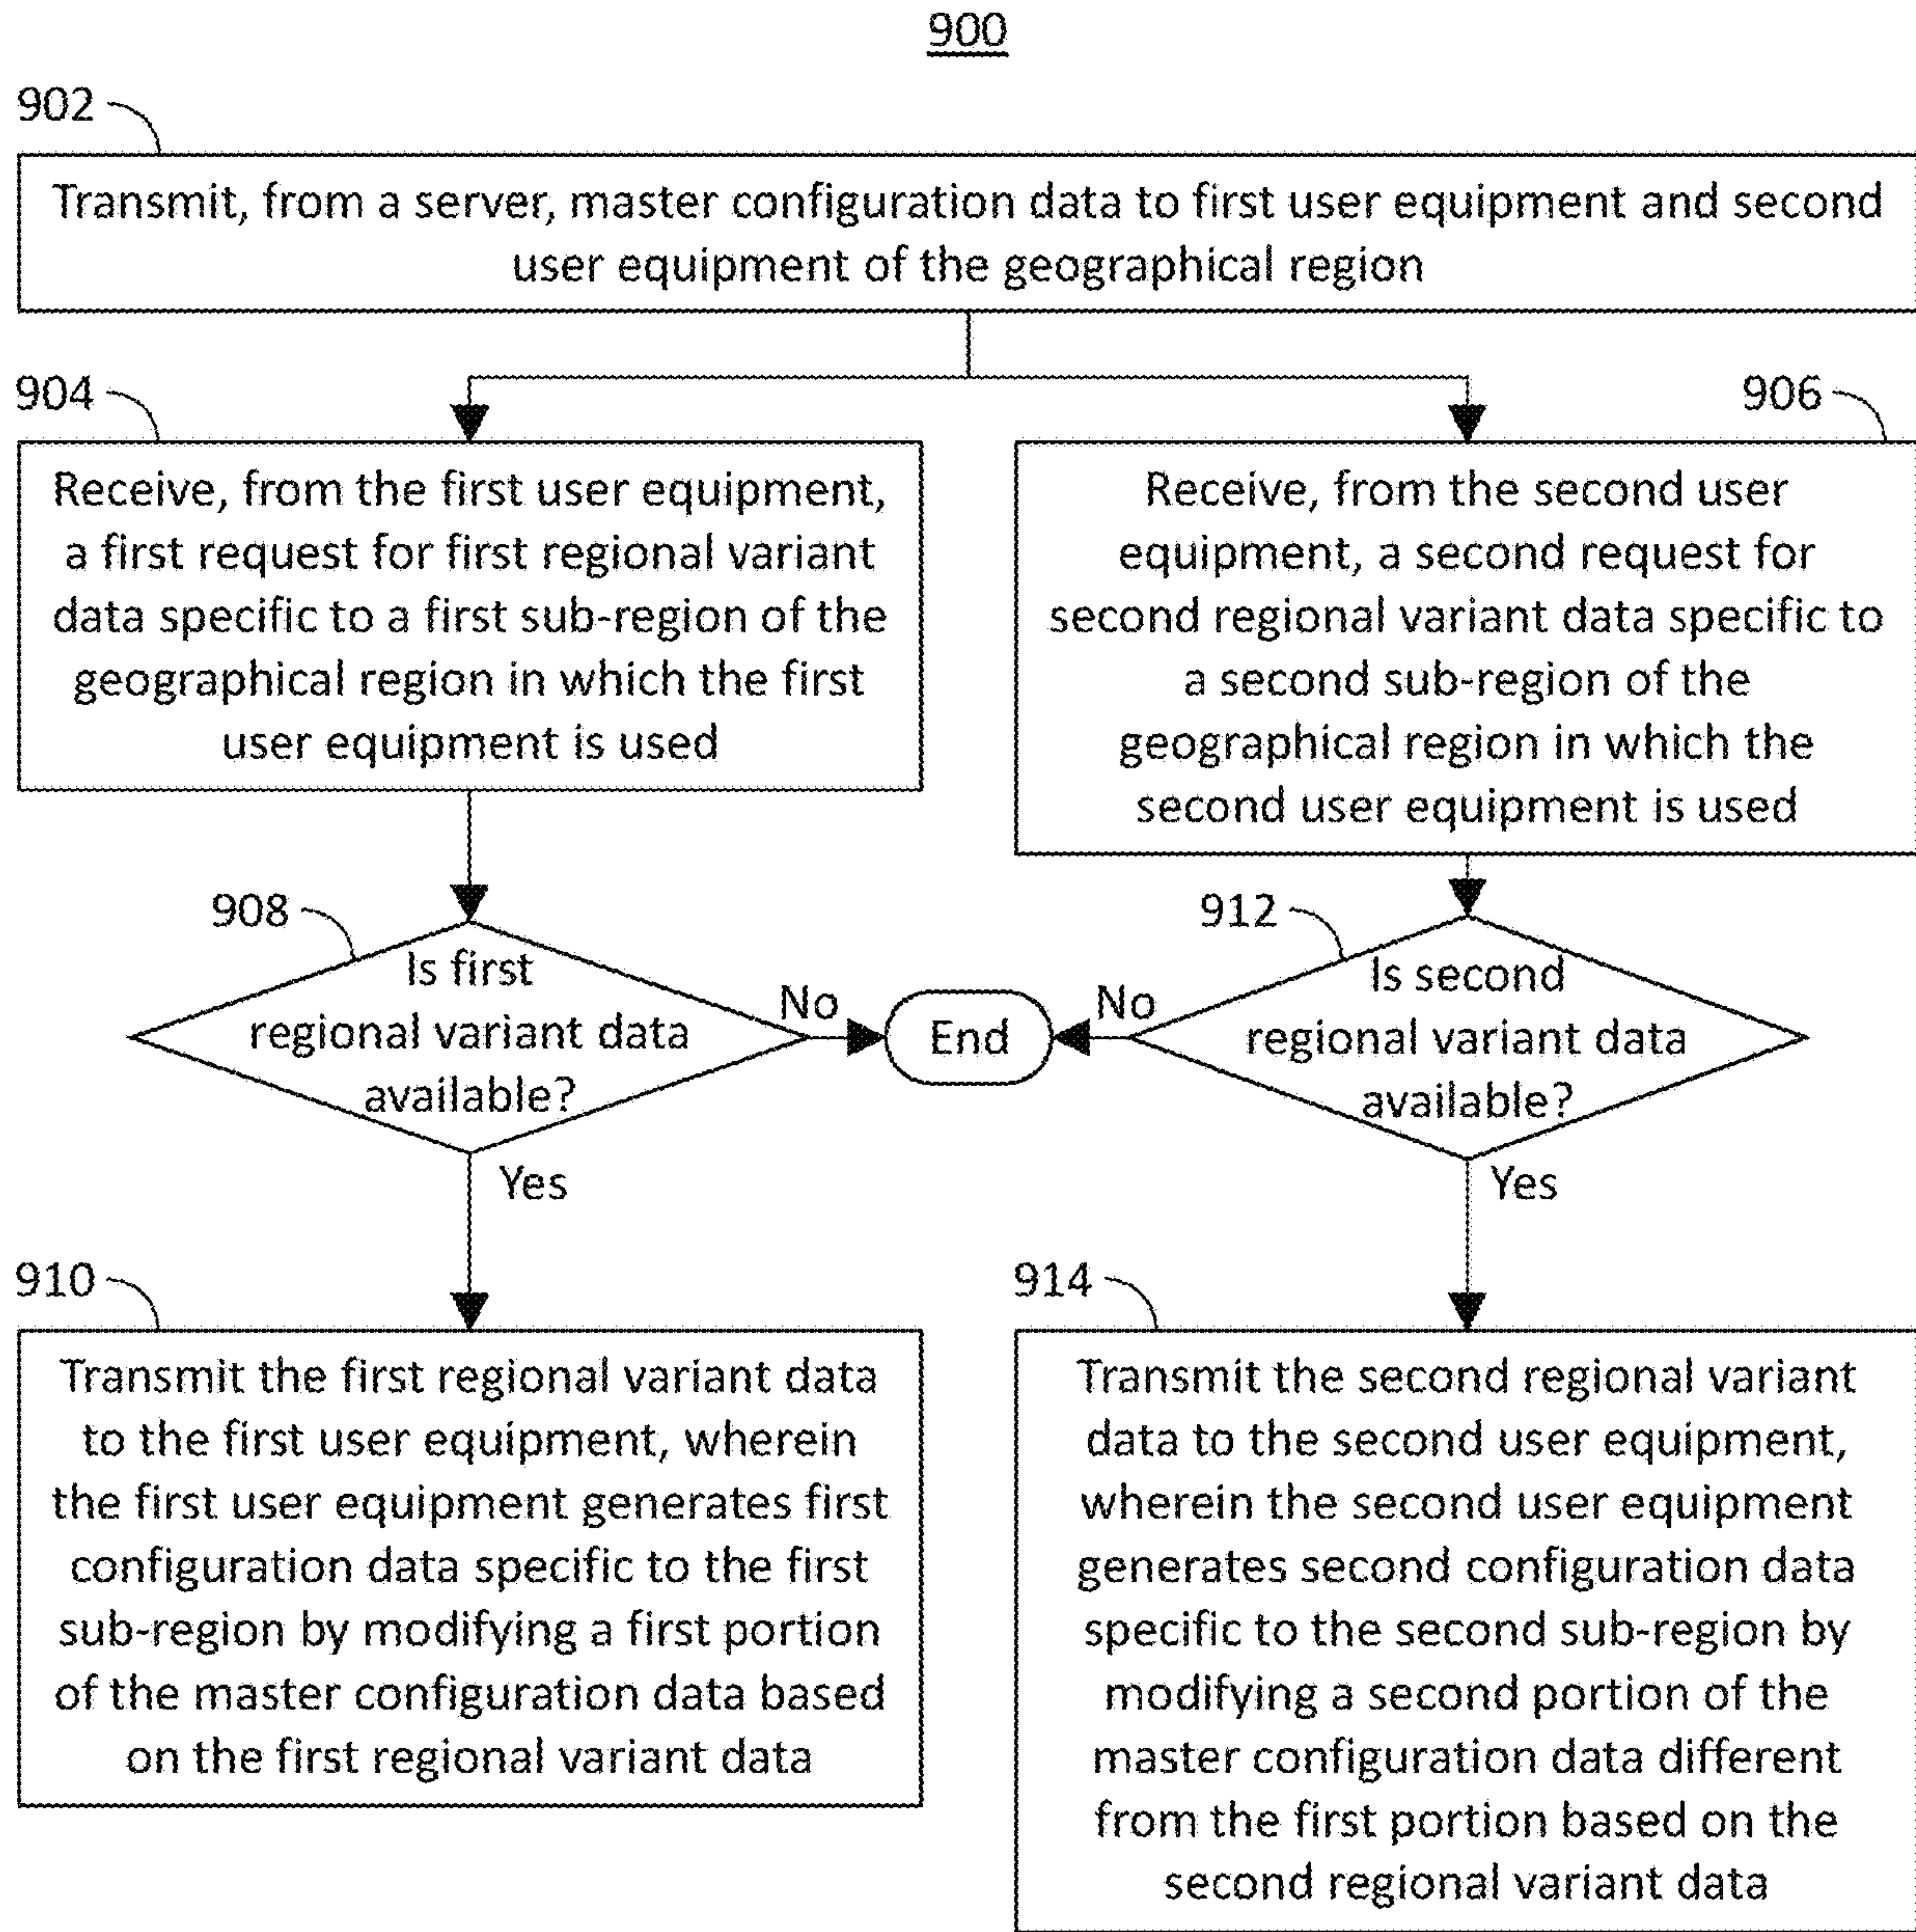 900
902
Transmit, from a server, master configuration data to first user equipment and second
user equipment of the geographical region
904
Receive, from the first user equipment,
a first request for first regional variant
data specific to a first sub-region of the
geographical region in which the first
user equipment is used
906
Receive, from the second user
equipment, a second request for
second regional variant data specific to
a second sub-region of the
geographical region in which the
second user equipment is used
908
Is first
regional variant data
available?
No
End
No
912
Is second
regional variant data
available?
Yes
Yes
910
Transmit the first regional variant data
to the first user equipment, wherein
the first user equipment generates first
configuration data specific to the first
sub-region by modifying a first portion
of the master configuration data based
on the first regional variant data
914
Transmit the second regional variant
data to the second user equipment,
wherein the second user equipment
generates second configuration data
specific to the second sub-region by
modifying a second portion of the
master configuration data different
from the first portion based on the
second regional variant data